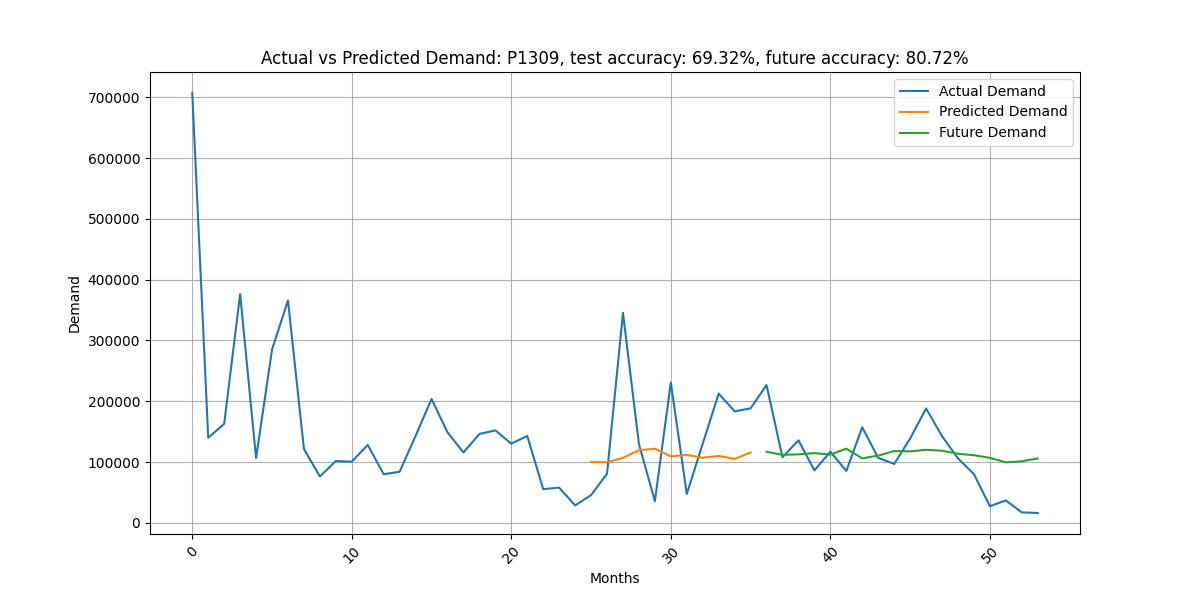 Actual vs Predicted Demand: P1309, test accuracy: 69.32%, future accuracy: 80.72%
Actual Demand
Predicted Demand
Future Demand
700000
600000
500000
400000
300000
200000
100000
0
Demand
0
10
20
30
40
50
Months